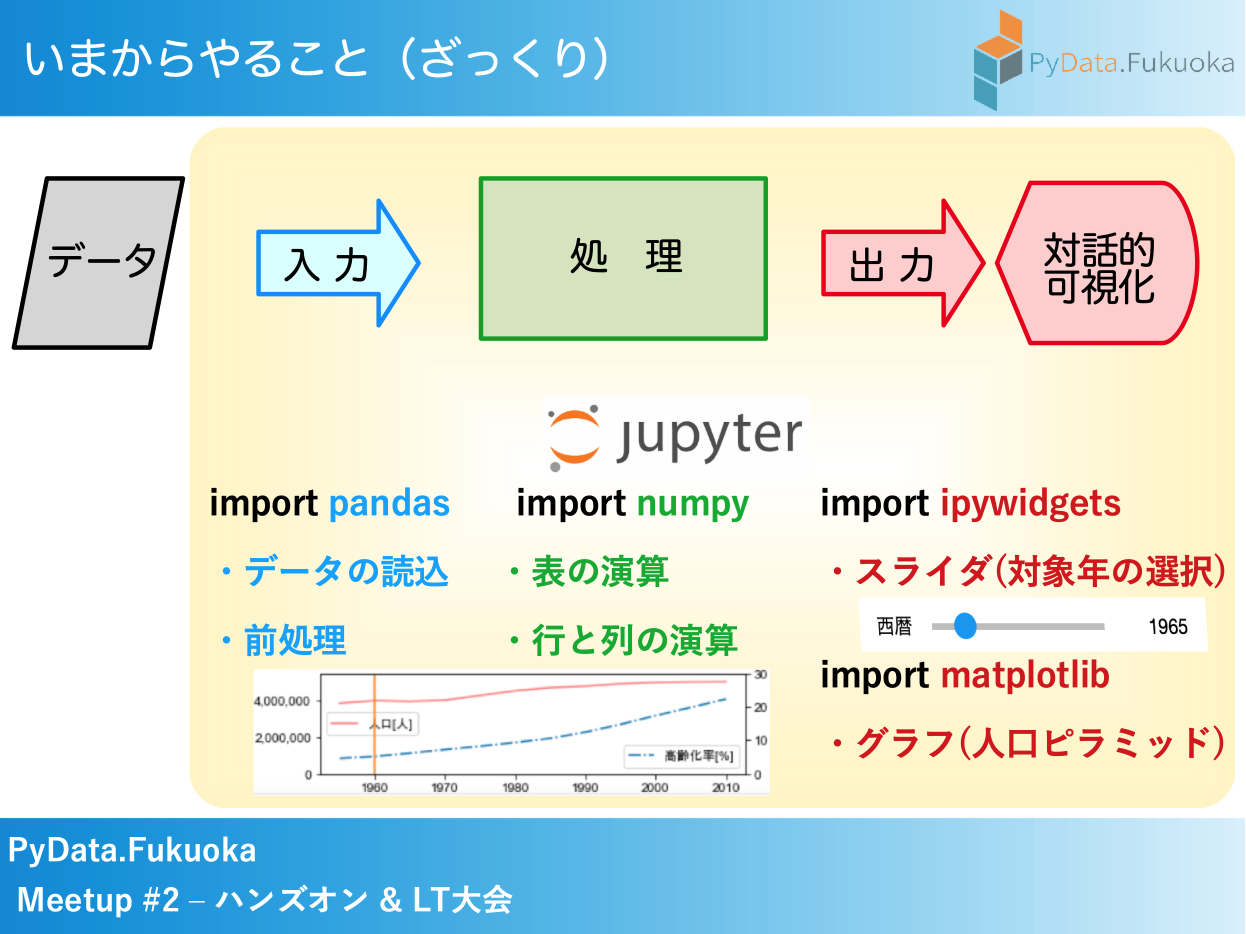 いまからやること（ざっくり）
PyData.Fukuoka
データ
入 力
処　理
出 力
対話的
可視化
jupyter
import pandas
・データの読込
・前処理
import numpy
・表の演算
・行と列の演算
import ipywidgets
・スライダ(対象年の選択)
西暦 1965
import matplotlib
・グラフ(人口ピラミッド)
4,000,000
2,000,000
0
人口[人]
高齢化率[%]
30
20
10
0
1960 1970 1980 1990 2000 2010
PyData.Fukuoka
Meetup #2 – ハンズオン & LT大会